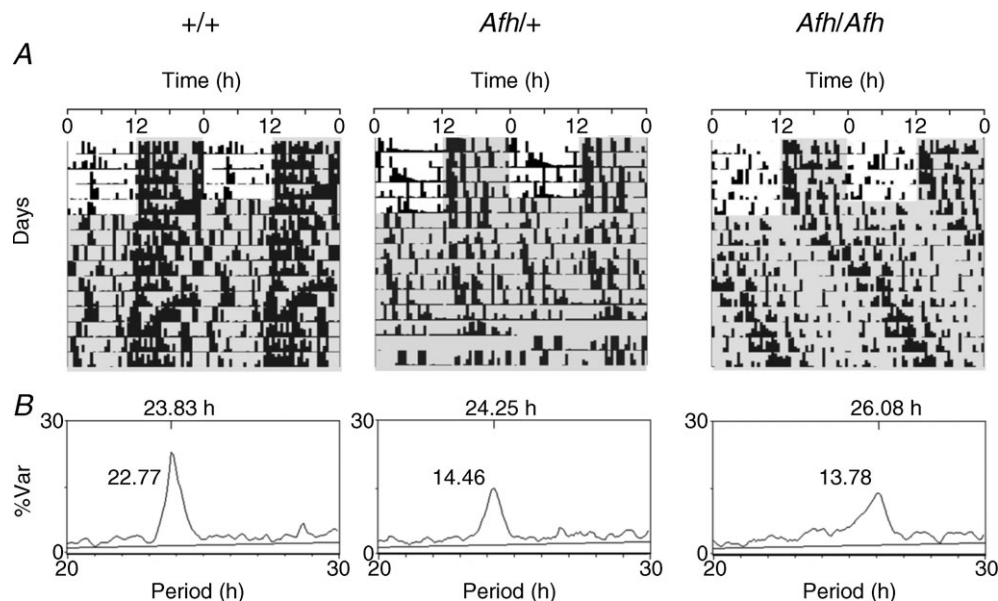 +/+ Afh/+ Afh/Afh
A
Time (h) Time (h) Time (h)
0 12 0 12 0 0 12 0 12 0 0 12 0 12 0
Days
B
23.83 h 24.25 h 26.08 h
30 30 30
22.77 14.46 13.78
%Var
0 0 0
20 30 20 30 20 30
Period (h) Period (h) Period (h)